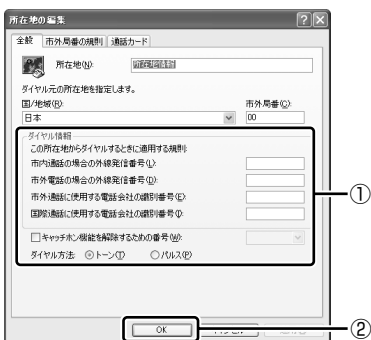 所在地の編集
全般 市外局番の規則 通話カード
所在地(N): 所在地情報
ダイヤル元の所在地を指定します。
国/地域(R): 市外局番(C):
日本 00
ダイヤル情報
この所在地からダイヤルするときに適用する規則:
市内通話の場合の外線発信番号(L):
市外電話の場合の外線発信番号(D):
市外通話に使用する電話会社の識別番号(E):
国際通話に使用する電話会社の識別番号(I):
キャッチホン機能を解除するための番号(W):
ダイヤル方法: トーン(T) パルス(P)
①
OK
②